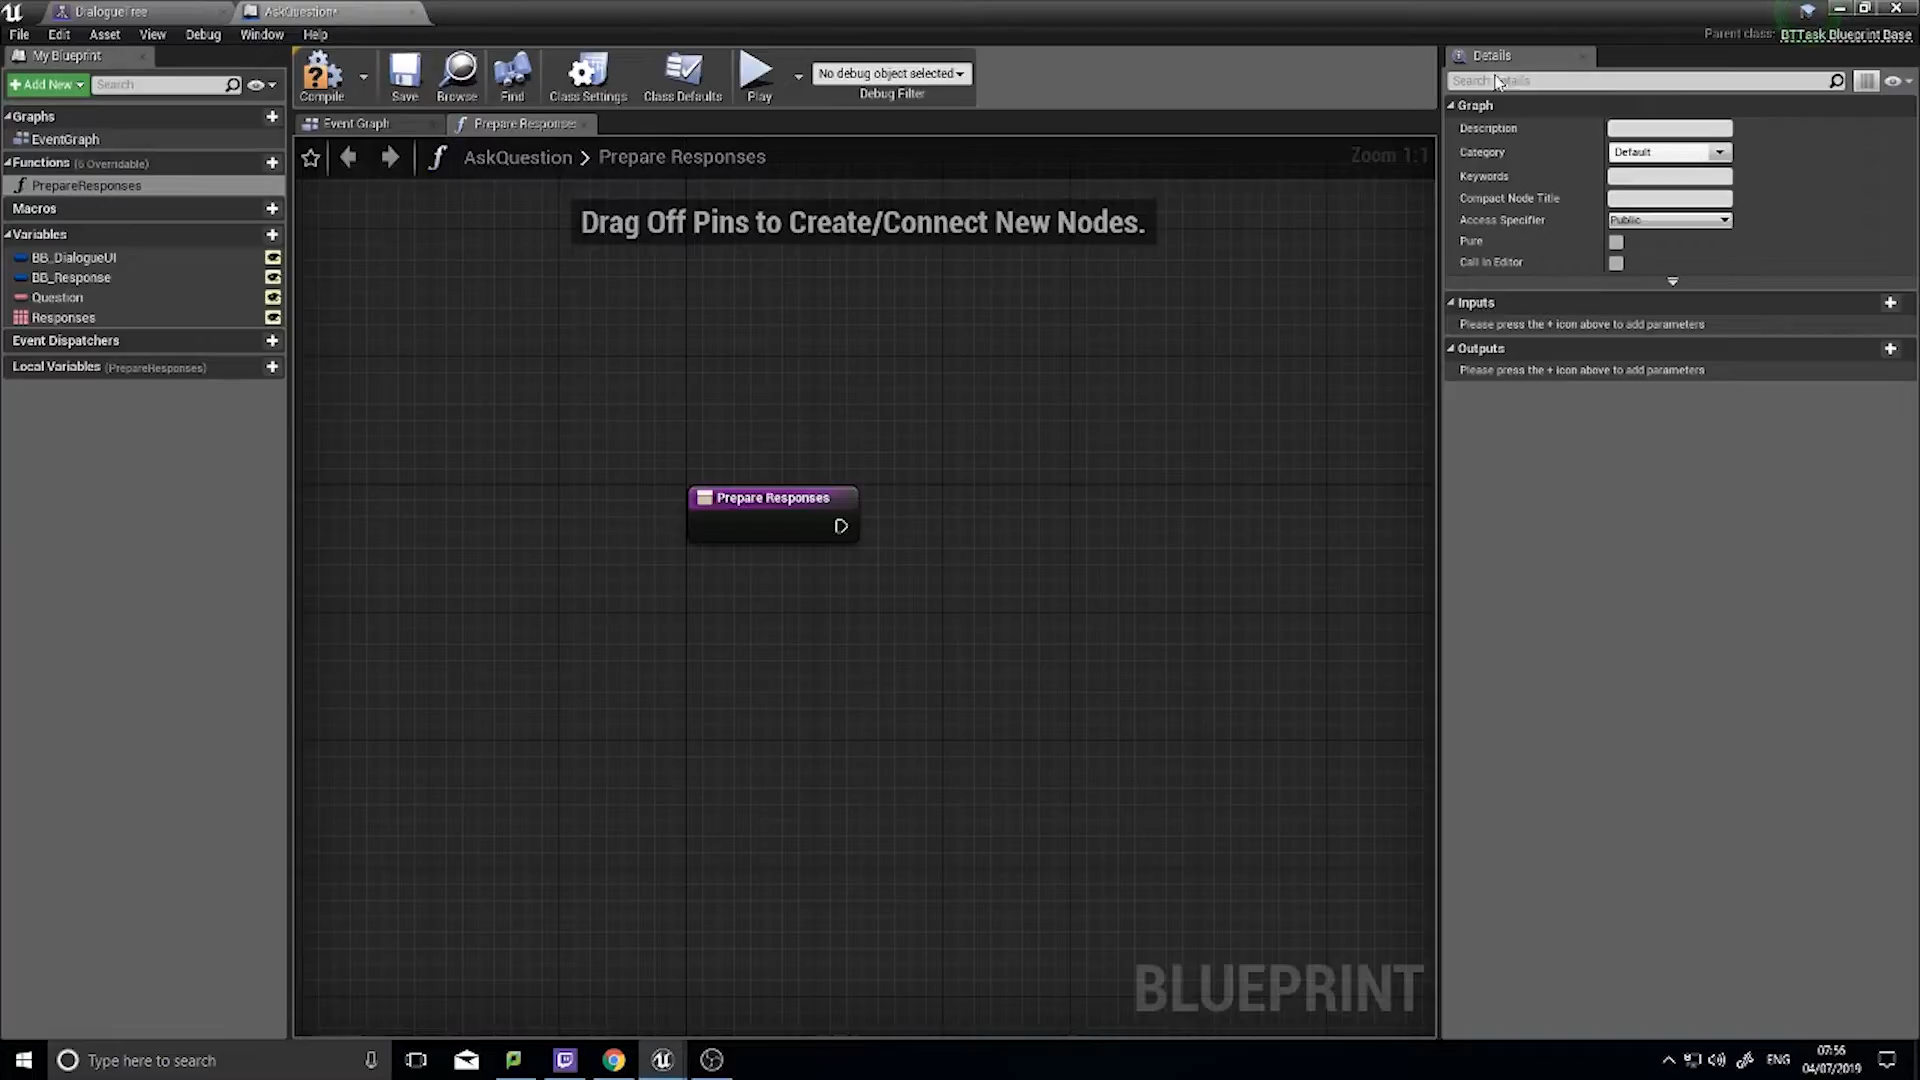 DialogueTree
AskQuestion*
File Edit Asset View Debug Window Help
Parent class: BTTask Blueprint Base
My Blueprint
+ Add New
Search
Graphs
EventGraph
Functions (6 Overridable)
PrepareResponses
Macros
Variables
BB_DialogueUI
BB_Response
Question
Responses
Event Dispatchers
Local Variables (PrepareResponses)
Compile
Save
Browse
Find
Class Settings
Class Defaults
Play
No debug object selected
Debug Filter
Event Graph
Prepare Responses
AskQuestion > Prepare Responses
Zoom 1:1
Drag Off Pins to Create/Connect New Nodes.
Prepare Responses
BLUEPRINT
Details
Search Details
Graph
Description
Category Default
Keywords
Compact Node Title
Access Specifier Public
Pure
Call In Editor
Inputs
Please press the + icon above to add parameters
Outputs
Please press the + icon above to add parameters
Type here to search
ENG
07:56
04/07/2019